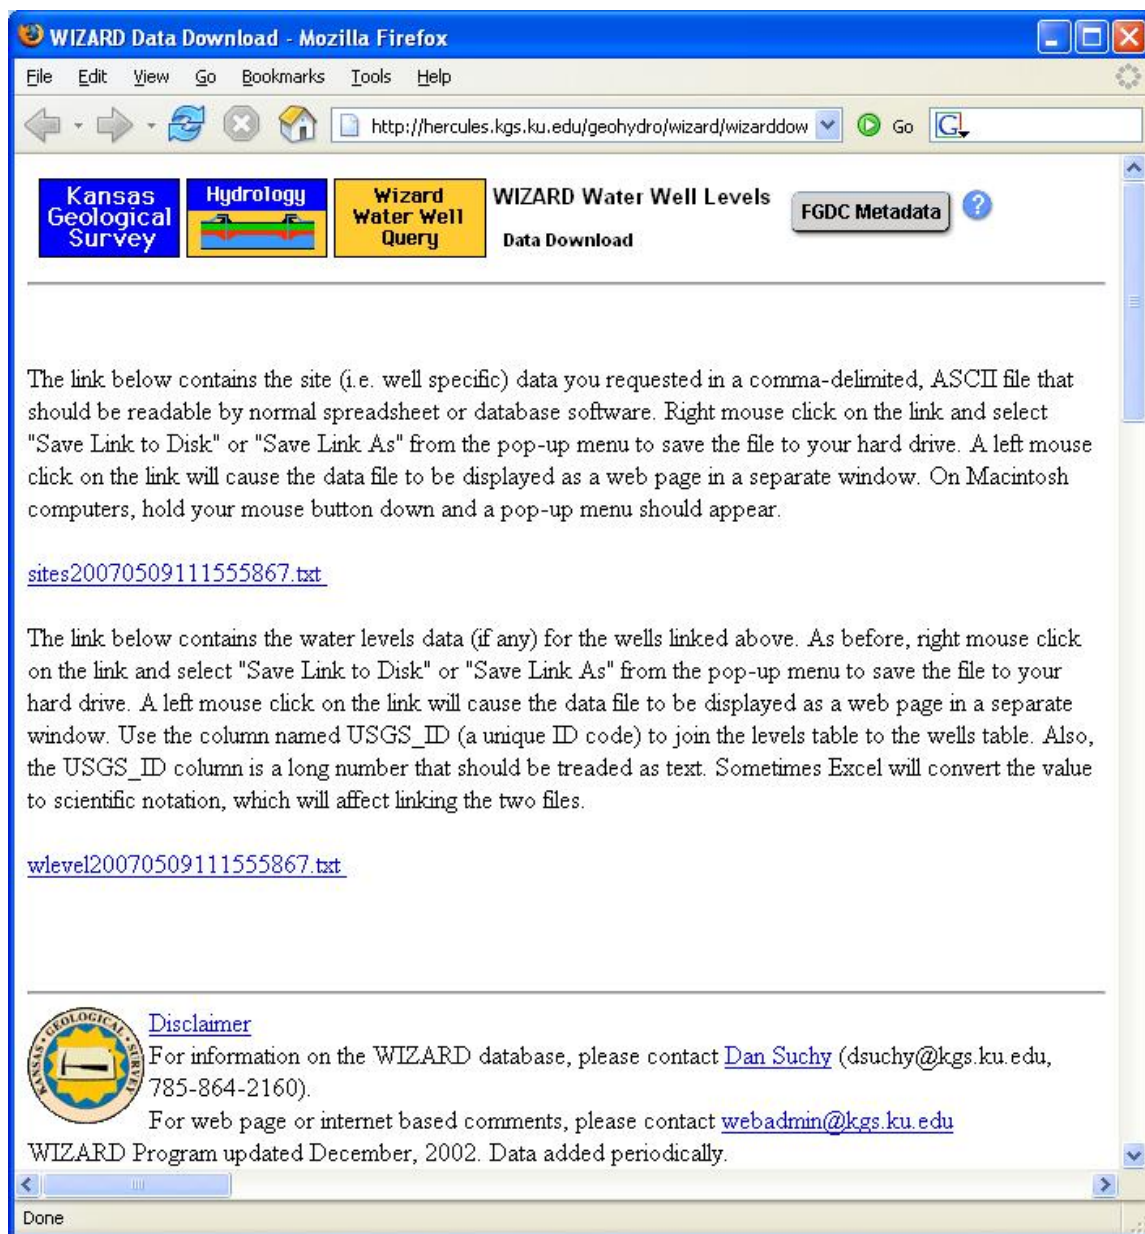 WIZARD Data Download - Mozilla Firefox
File Edit View Go Bookmarks Tools Help
http://hercules.kgs.ku.edu/geohydro/wizard/wizarddow Go G
Kansas Geological Survey
Hydrology
Wizard Water Well Query
WIZARD Water Well Levels
Data Download
FGDC Metadata ?
The link below contains the site (i.e. well specific) data you requested in a comma-delimited, ASCII file that
should be readable by normal spreadsheet or database software. Right mouse click on the link and select
"Save Link to Disk" or "Save Link As" from the pop-up menu to save the file to your hard drive. A left mouse
click on the link will cause the data file to be displayed as a web page in a separate window. On Macintosh
computers, hold your mouse button down and a pop-up menu should appear.
sites20070509111555867.txt
The link below contains the water levels data (if any) for the wells linked above. As before, right mouse click
on the link and select "Save Link to Disk" or "Save Link As" from the pop-up menu to save the file to your
hard drive. A left mouse click on the link will cause the data file to be displayed as a web page in a separate
window. Use the column named USGS_ID (a unique ID code) to join the levels table to the wells table. Also,
the USGS_ID column is a long number that should be treaded as text. Sometimes Excel will convert the value
to scientific notation, which will affect linking the two files.
wlevel20070509111555867.txt
KANSAS GEOLOGICAL SURVEY
Disclaimer
For information on the WIZARD database, please contact Dan Suchy (dsuchy@kgs.ku.edu,
785-864-2160).
For web page or internet based comments, please contact webadmin@kgs.ku.edu
WIZARD Program updated December, 2002. Data added periodically.
Done